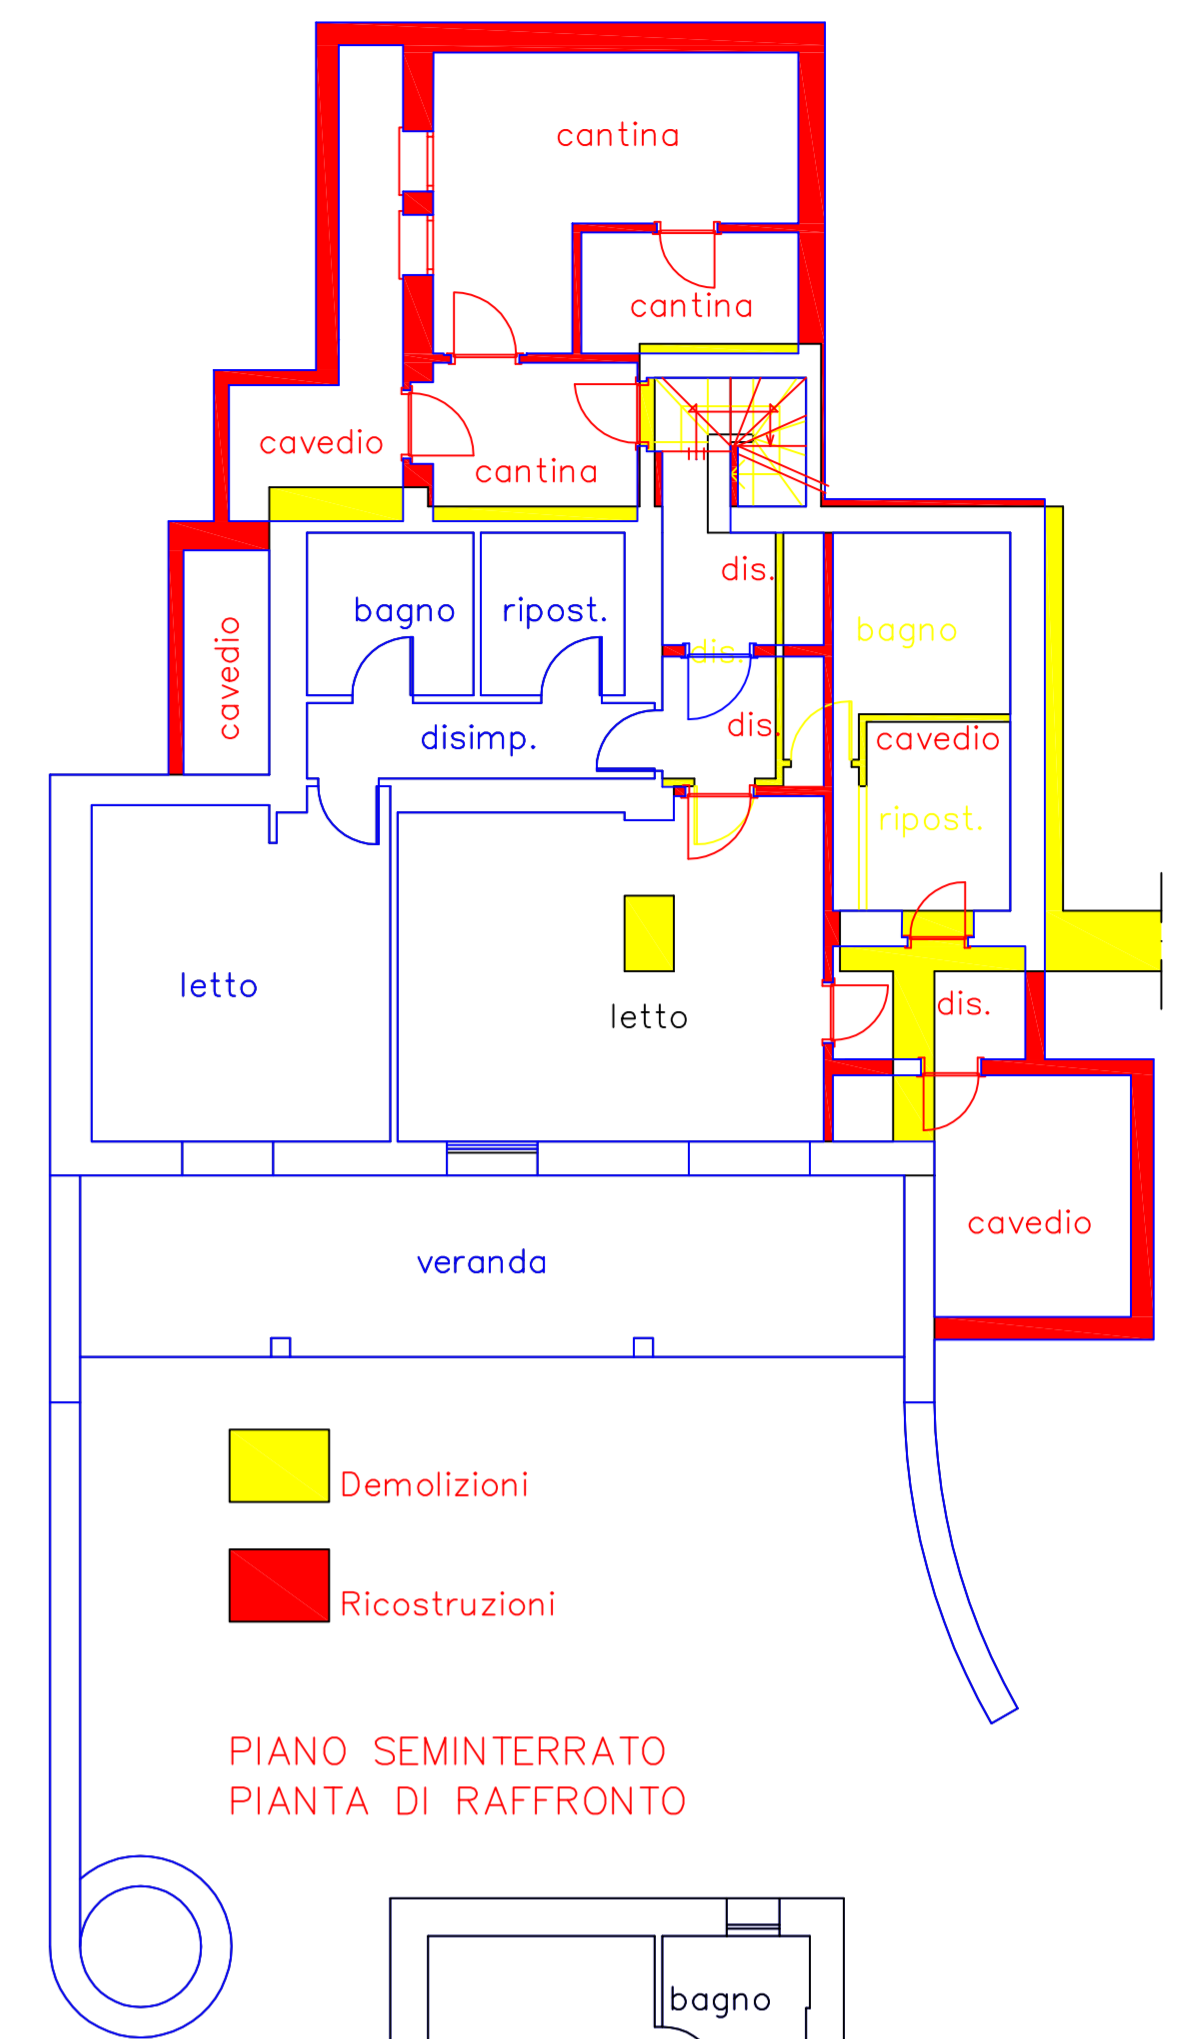 cantina
cantina
cavedio
cantina
dis.
bagno
ripost.
bagno
cavedio
dis.
disimp.
dis.
cavedio
ripost.
letto
letto
dis.
cavedio
veranda
Demolizioni
Ricostruzioni
PIANO SEMINTERRATO
PIANTA DI RAFFRONTO
bagno